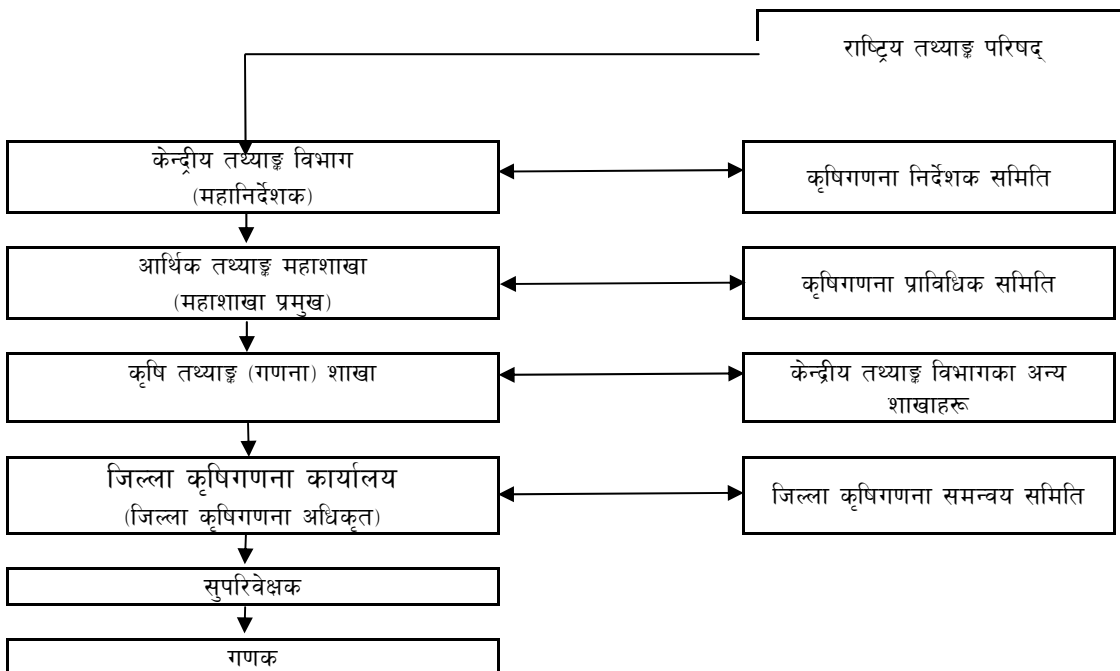 राष्ट्रिय तथ्याङ्क परिषद्
केन्द्रीय तथ्याङ्क विभाग
(महानिर्देशक)
कृषिगणना निर्देशक समिति
आर्थिक तथ्याङ्क महाशाखा
(महाशाखा प्रमुख)
कृषिगणना प्राविधिक समिति
कृषि तथ्याङ्क (गणना) शाखा
केन्द्रीय तथ्याङ्क विभागका अन्य
शाखाहरू
जिल्ला कृषिगणना कार्यालय
(जिल्ला कृषिगणना अधिकृत)
जिल्ला कृषिगणना समन्वय समिति
सुपरिवेक्षक
गणक